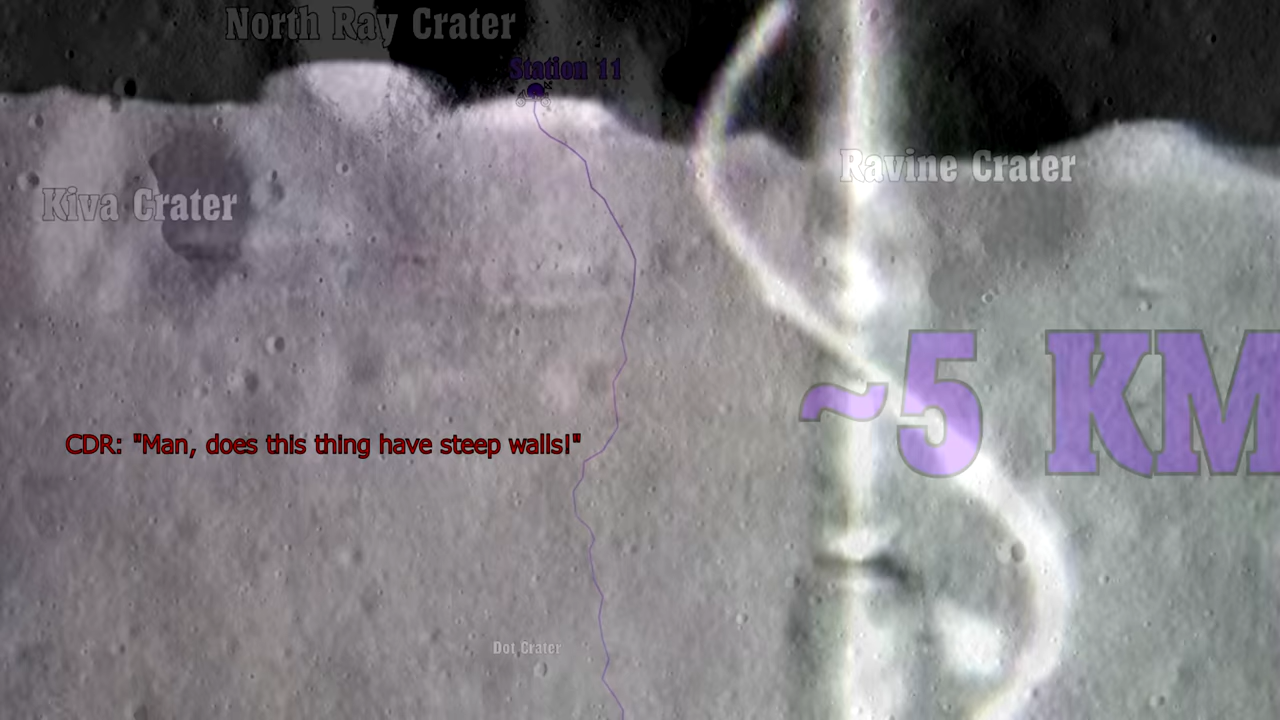 North Ray Crater
Station 11
Ravine Crater
Kiva Crater
~5 KM
CDR: "Man, does this thing have steep walls!"
Dot Crater